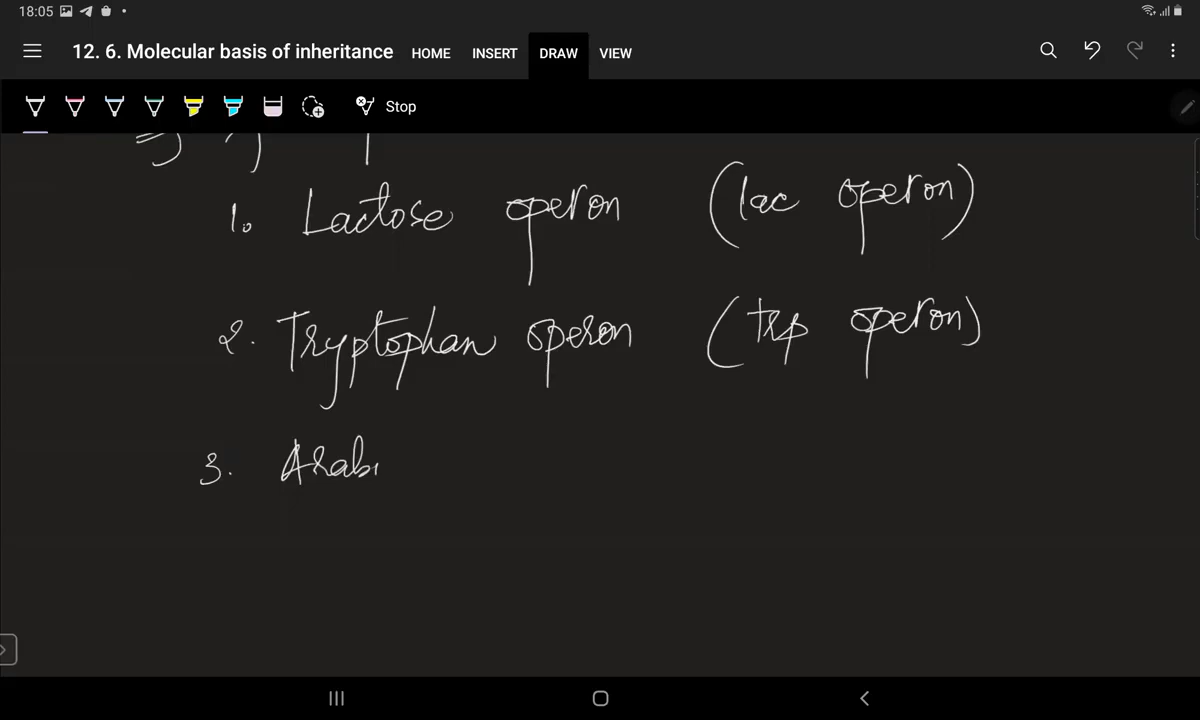 18:05
12. 6. Molecular basis of inheritance HOME INSERT DRAW VIEW
Stop
1. Lactose operon (lac operon)
2. Tryptophan operon (trp operon)
3. Arabi